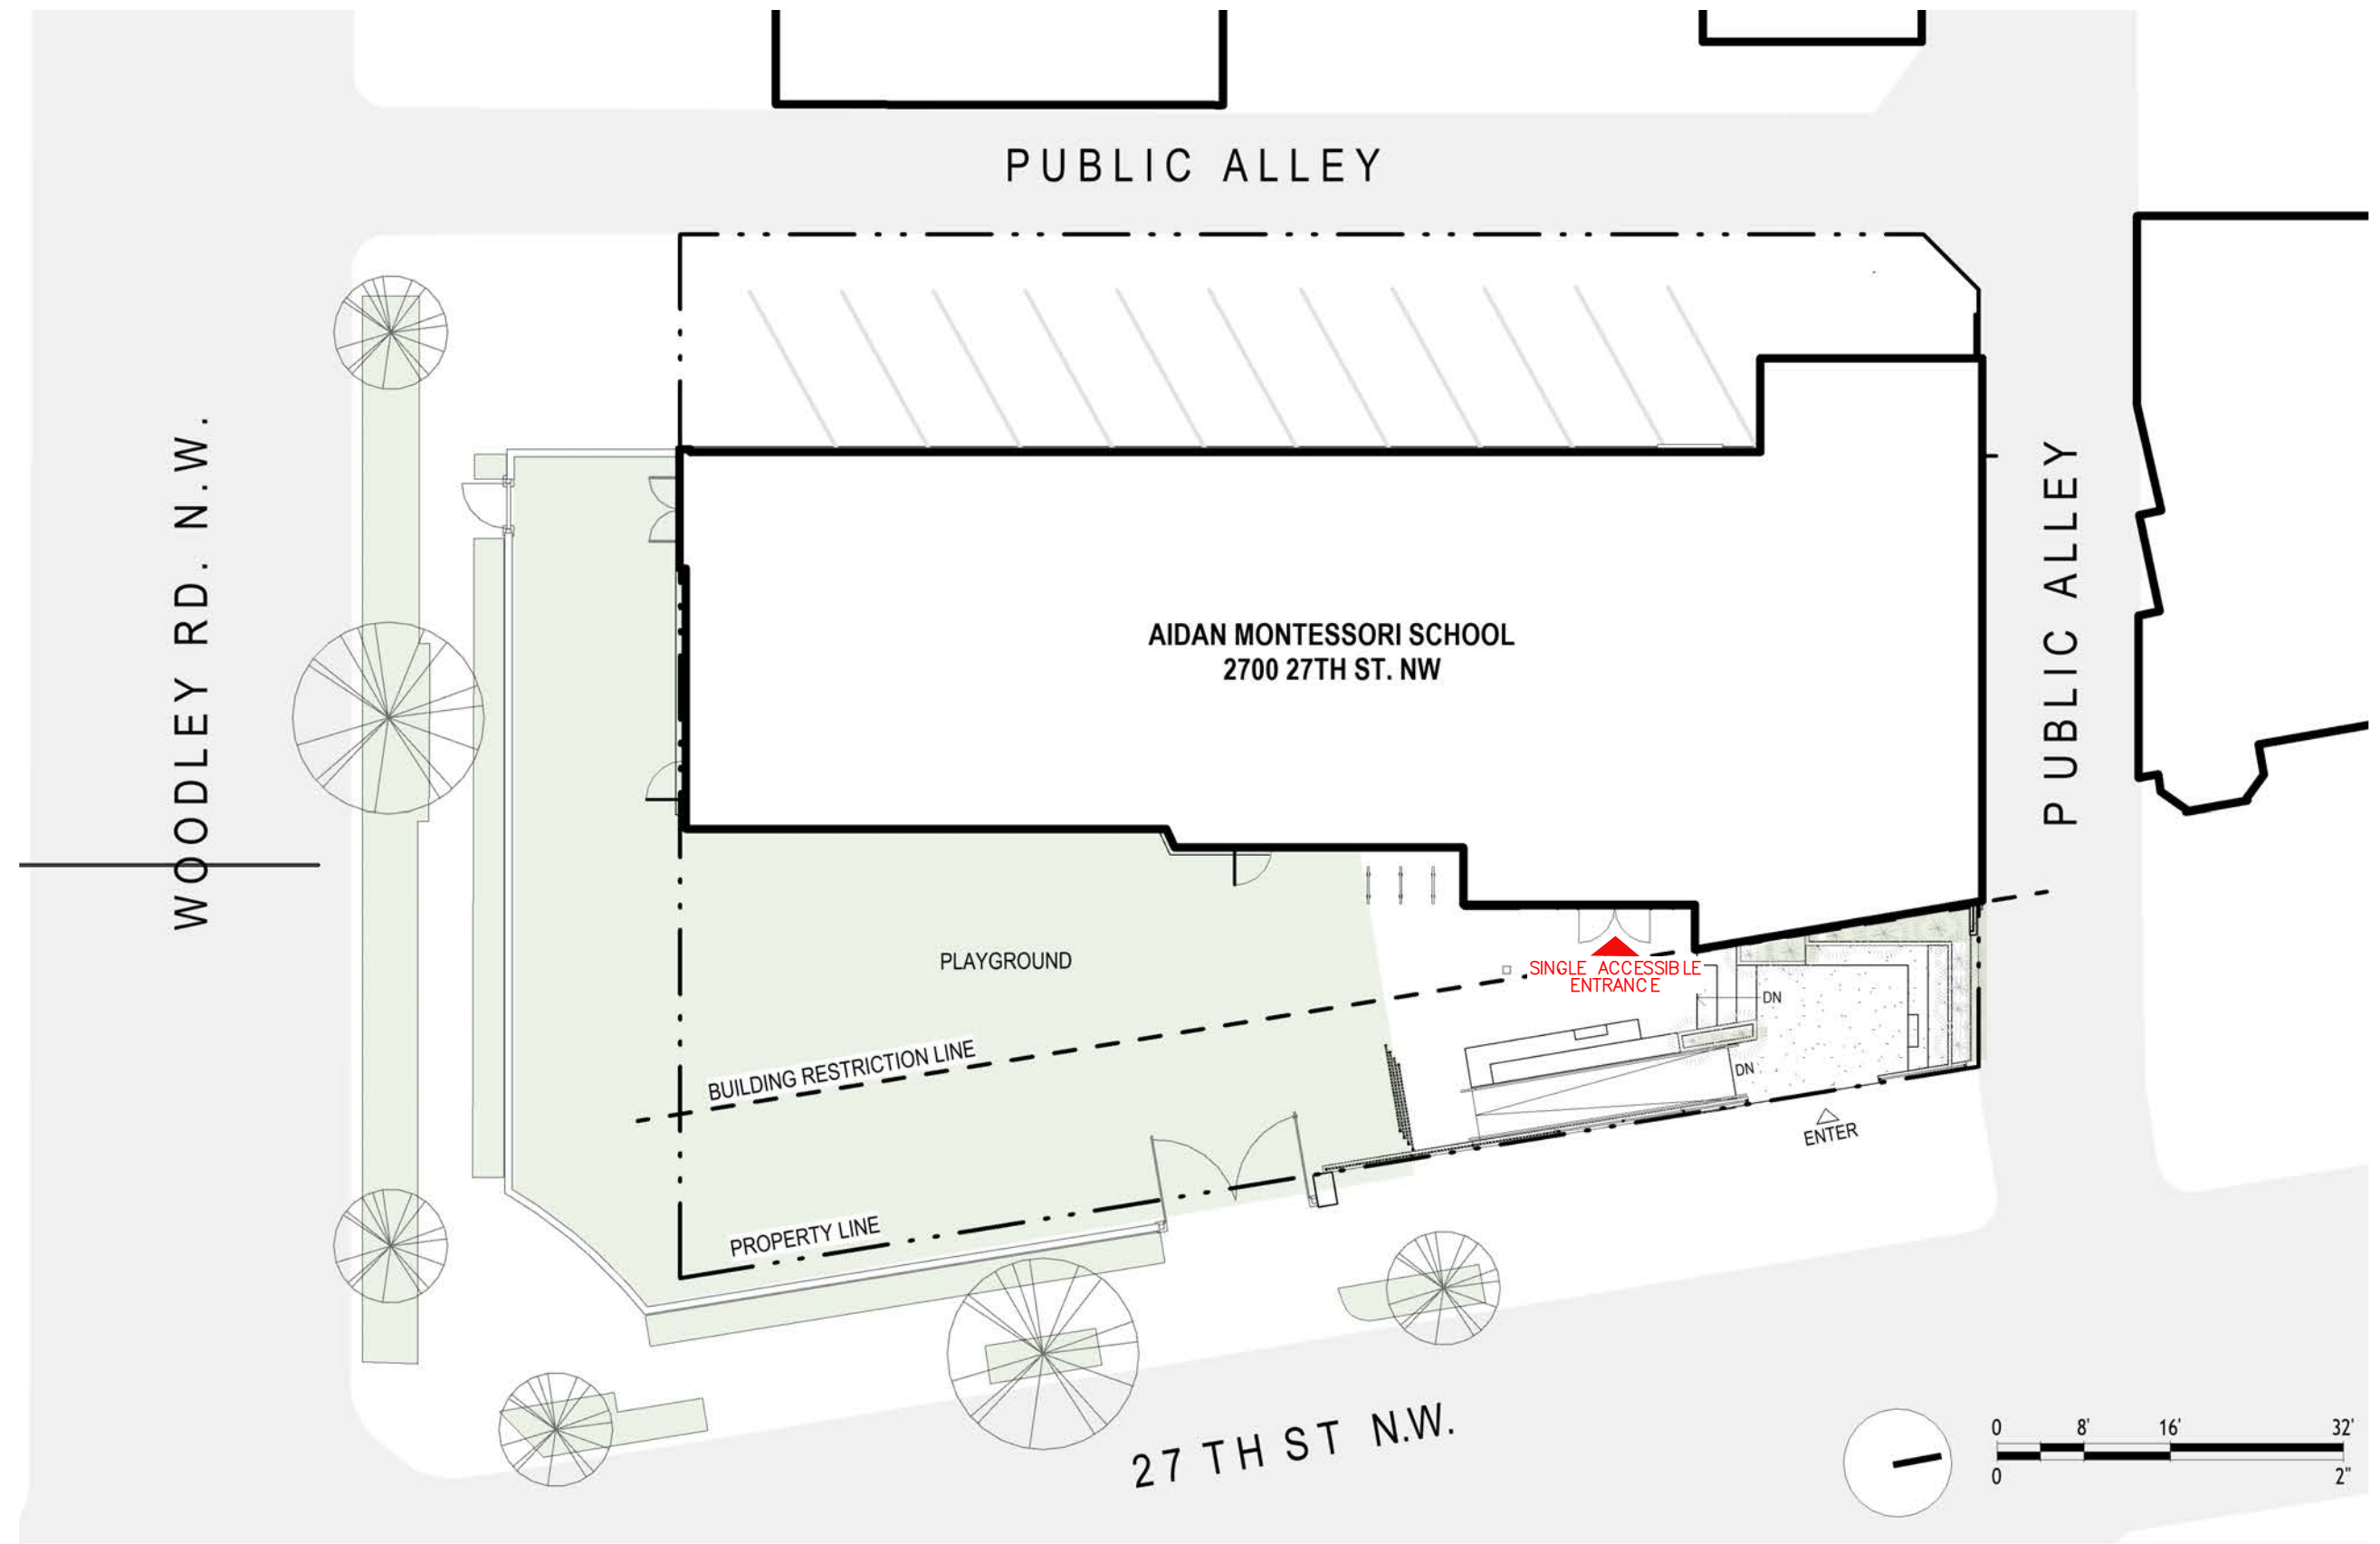 PUBLIC ALLEY
WOODLEY RD. N.W.
PUBLIC ALLEY
AIDAN MONTESSORI SCHOOL
2700 27TH ST. NW
PLAYGROUND
SINGLE ACCESSIBLE
ENTRANCE
DN
BUILDING RESTRICTION LINE
DN
ENTER
PROPERTY LINE
27 TH ST N.W.
0 8' 16' 32'
0 2"